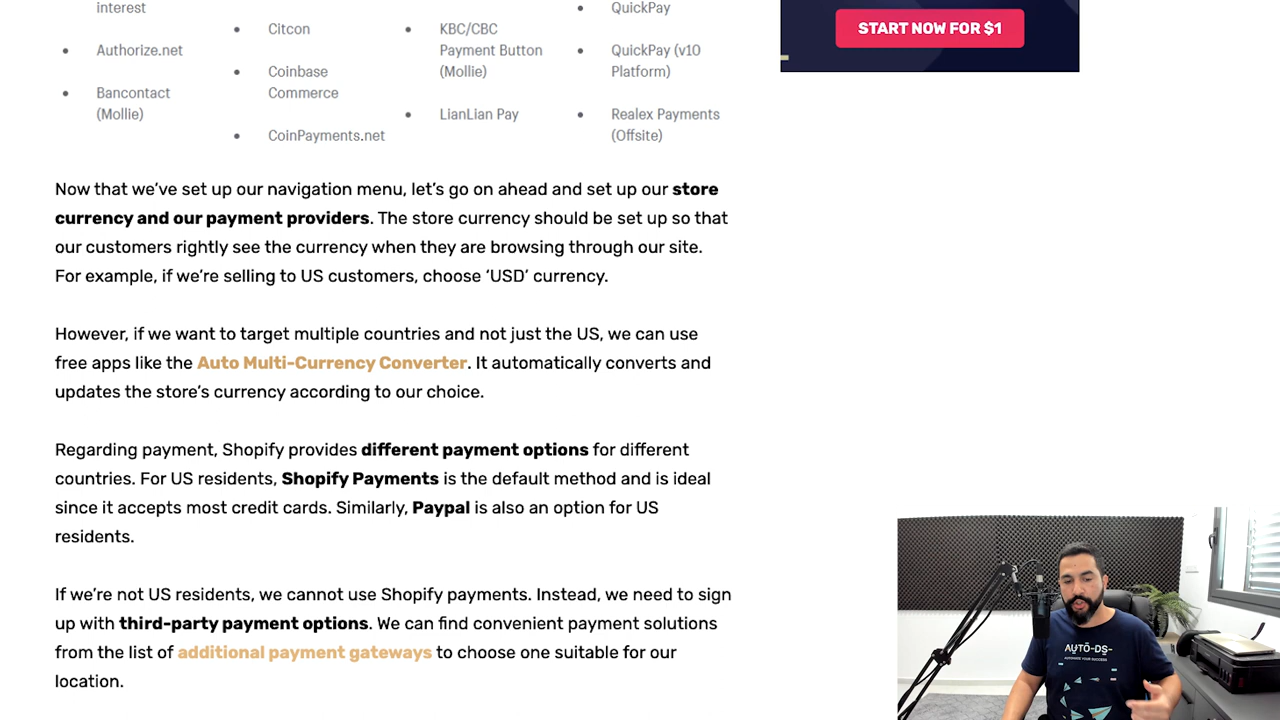 interest
Authorize.net
Bancontact
(Mollie)
Citcon
Coinbase
Commerce
CoinPayments.net
KBC/CBC
Payment Button
(Mollie)
LianLian Pay
QuickPay
QuickPay (v10
Platform)
Realex Payments
(Offsite)
START NOW FOR $1
Now that we’ve set up our navigation menu, let’s go on ahead and set up our store
currency and our payment providers. The store currency should be set up so that
our customers rightly see the currency when they are browsing through our site.
For example, if we’re selling to US customers, choose ‘USD’ currency.
However, if we want to target multiple countries and not just the US, we can use
free apps like the Auto Multi-Currency Converter. It automatically converts and
updates the store’s currency according to our choice.
Regarding payment, Shopify provides different payment options for different
countries. For US residents, Shopify Payments is the default method and is ideal
since it accepts most credit cards. Similarly, Paypal is also an option for US
residents.
If we’re not US residents, we cannot use Shopify payments. Instead, we need to sign
up with third-party payment options. We can find convenient payment solutions
from the list of additional payment gateways to choose one suitable for our
location.
AUTO-DS-
AUTOMATE YOUR SUCCESS